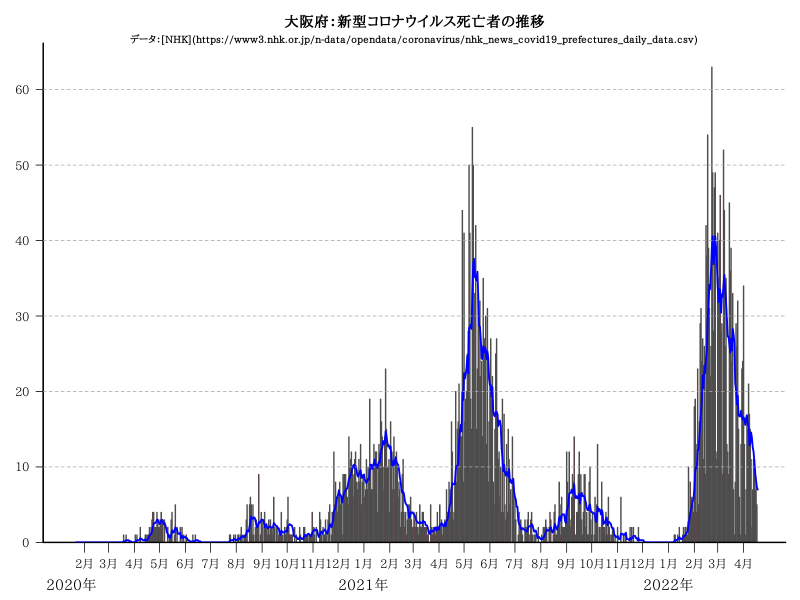 大阪府：新型コロナウイルス死亡者の推移
データ：[NHK](https://www3.nhk.or.jp/n-data/opendata/coronavirus/nhk_news_covid19_prefectures_daily_data.csv)
60
50
40
30
20
10
0
2月 3月 4月 5月 6月 7月 8月 9月 10月 11月 12月 1月 2月 3月 4月 5月 6月 7月 8月 9月 10月 11月 12月 1月 2月 3月 4月
2020年 2021年 2022年